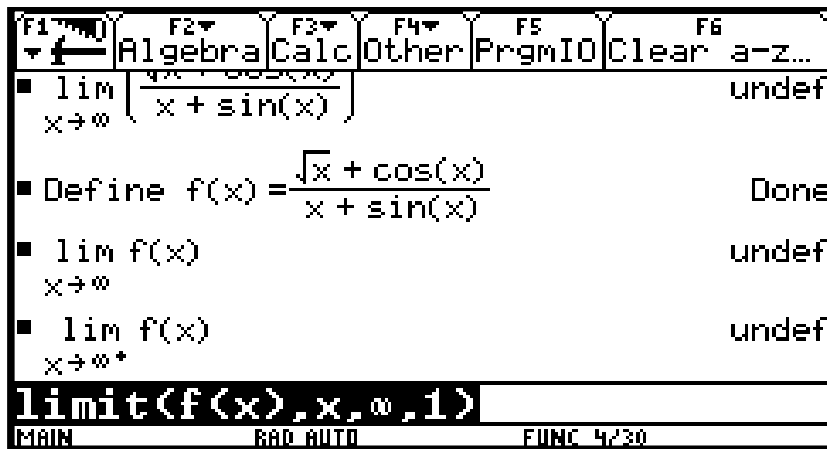 F1 F2 F3 F4 F5 F6
Algebra Calc Other PrgmIO Clear a-z…
lim (√x + cos(x) / x + sin(x)) undef
x→∞
Define f(x) = √x + cos(x) / x + sin(x) Done
lim f(x) undef
x→∞
lim f(x) undef
x→∞⁺
limit(f(x),x,∞,1)
MAIN RAD AUTO FUNC 4/30